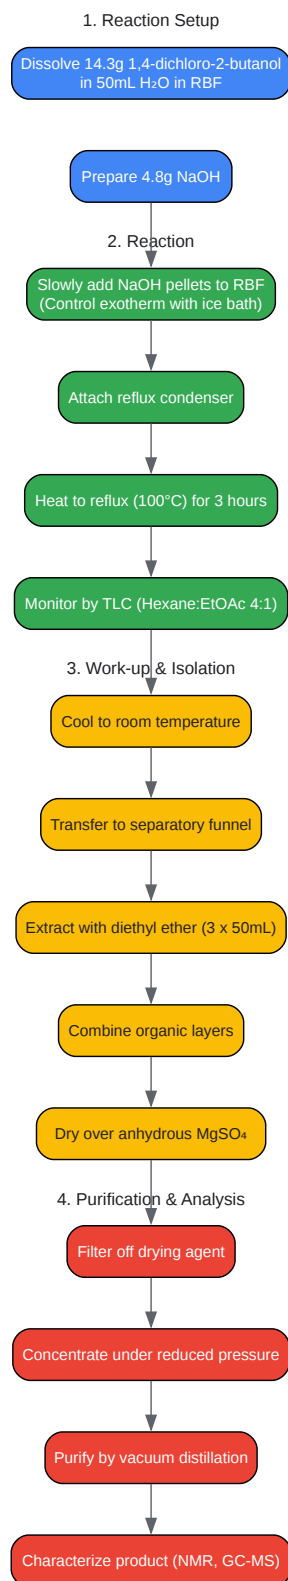 1. Reaction Setup
Dissolve 14.3g 1,4-dichloro-2-butanol
in 50mL H₂O in RBF
Prepare 4.8g NaOH
2. Reaction
Slowly add NaOH pellets to RBF
(Control exotherm with ice bath)
Attach reflux condenser
Heat to reflux (100°C) for 3 hours
Monitor by TLC (Hexane:EtOAc 4:1)
3. Work-up & Isolation
Cool to room temperature
Transfer to separatory funnel
Extract with diethyl ether (3 x 50mL)
Combine organic layers
Dry over anhydrous MgSO₄
4. Purification & Analysis
Filter off drying agent
Concentrate under reduced pressure
Purify by vacuum distillation
Characterize product (NMR, GC-MS)